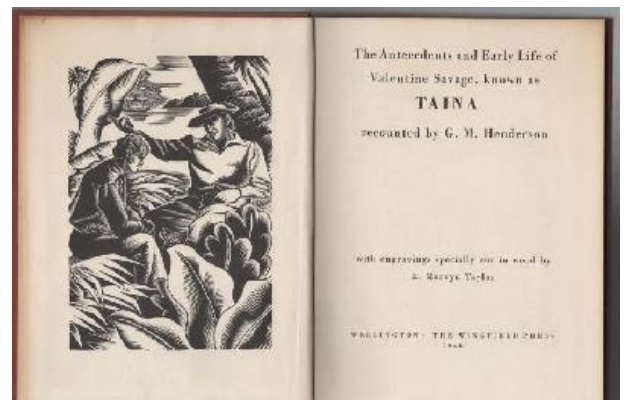 The Antecedents and Early Life of
Valentine Savage, known as
TAINA
recounted by G. M. Henderson
with engravings specially cut in wood by
E. Mervyn Taylor
WELLINGTON: THE WINGFIELD PRESS